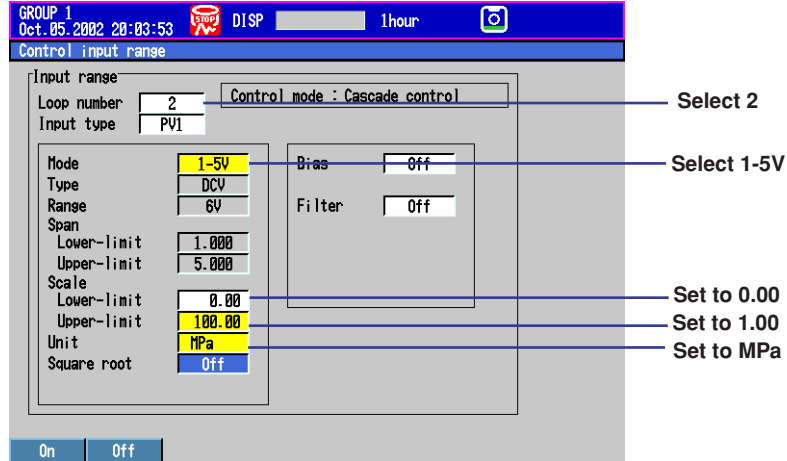 GROUP 1
Oct.05.2002 20:03:53 STOP DISP 1hour
Control input range
Input range
Control mode : Cascade control
Loop number 2 Select 2
Input type PV1
Mode 1-5V Bias Off Select 1-5V
Type DCV
Range 6V Filter Off
Span
Lower-limit 1.000
Upper-limit 5.000
Scale
Lower-limit 0.00 Set to 0.00
Upper-limit 100.00 Set to 1.00
Unit MPa Set to MPa
Square root Off
On Off